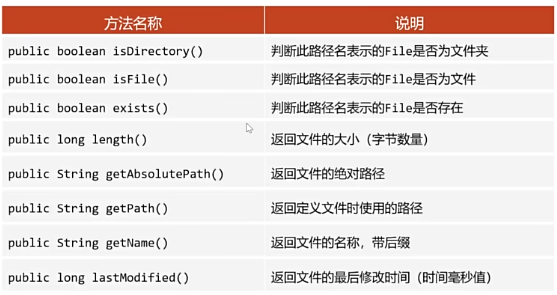 方法名称 说明
public boolean isDirectory() 判断此路径名表示的File是否为文件夹
public boolean isFile() 判断此路径名表示的File是否为文件
public boolean exists() 判断此路径名表示的File是否存在
public long length() 返回文件的大小（字节数量）
public String getAbsolutePath() 返回文件的绝对路径
public String getPath() 返回定义文件时使用的路径
public String getName() 返回文件的名称，带后缀
public long lastModified() 返回文件的最后修改时间（时间毫秒值）